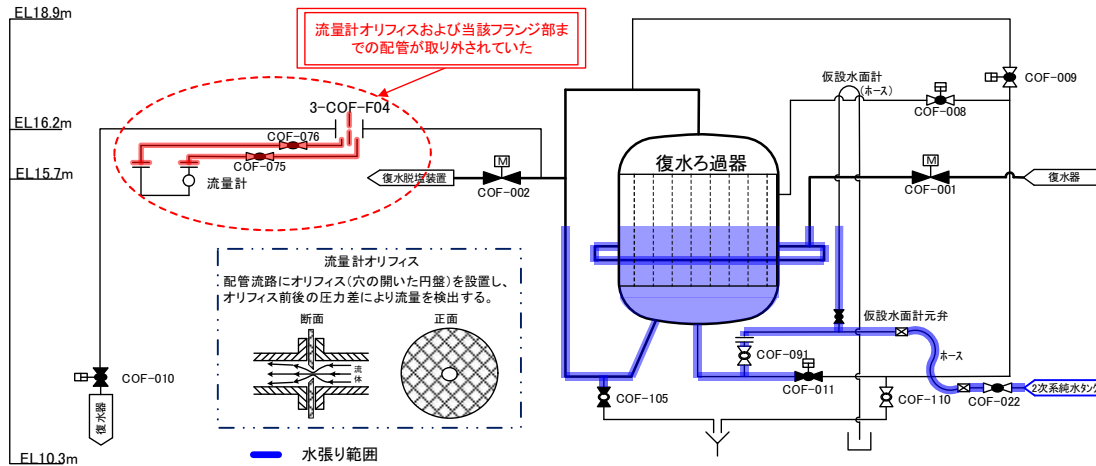 EL18.9m
流量計オリフィスおよび当該フランジ部ま
での配管が取り外されていた
COF-009
仮設水面計
(ホース)
COF-008
3-COF-F04
EL16.2m
COF-076
COF-075
復水ろ過器
M
M
EL15.7m
流量計
復水脱塩装置
COF-002
COF-001
復水器
流量計オリフィス
配管流路にオリフィス(穴の開いた円盤)を設置し、
オリフィス前後の圧力差により流量を検出する。
断面
正面
流体
仮設水面計元弁
COF-091
ホース
COF-010
COF-011
2次系純水タンク
COF-105
COF-110
COF-022
復水器
水張り範囲
EL10.3m